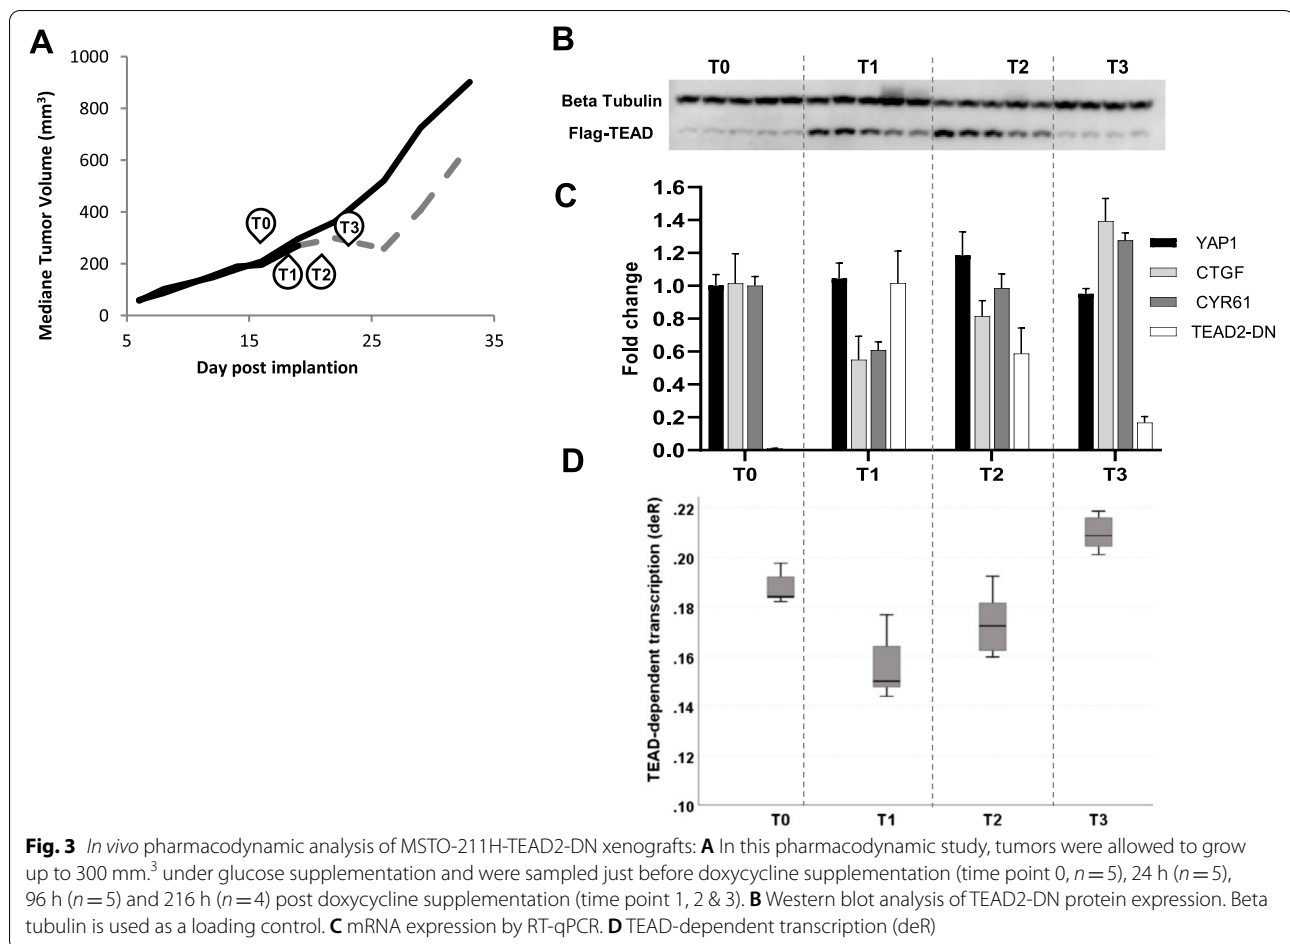 A
1000
800
600
400
200
0
Mediane Tumor Volume (mm³)
T0
T1
T2
T3
5
15
25
35
Day post implantion
B
T0
T1
T2
T3
Beta Tubulin
Flag-TEAD
C
1.6
1.4
1.2
1.0
0.8
0.6
0.4
0.2
0.0
Fold change
T0
T1
T2
T3
YAP1
CTGF
CYR61
TEAD2-DN
D
.22
.20
.18
.16
.14
.12
.10
TEAD-dependent transcription (deR)
T0
T1
T2
T3
Fig. 3 In vivo pharmacodynamic analysis of MSTO-211H-TEAD2-DN xenografts: A In this pharmacodynamic study, tumors were allowed to grow
up to 300 mm.³ under glucose supplementation and were sampled just before doxycycline supplementation (time point 0, n = 5), 24 h (n = 5),
96 h (n = 5) and 216 h (n = 4) post doxycycline supplementation (time point 1, 2 & 3). B Western blot analysis of TEAD2-DN protein expression. Beta
tubulin is used as a loading control. C mRNA expression by RT-qPCR. D TEAD-dependent transcription (deR)